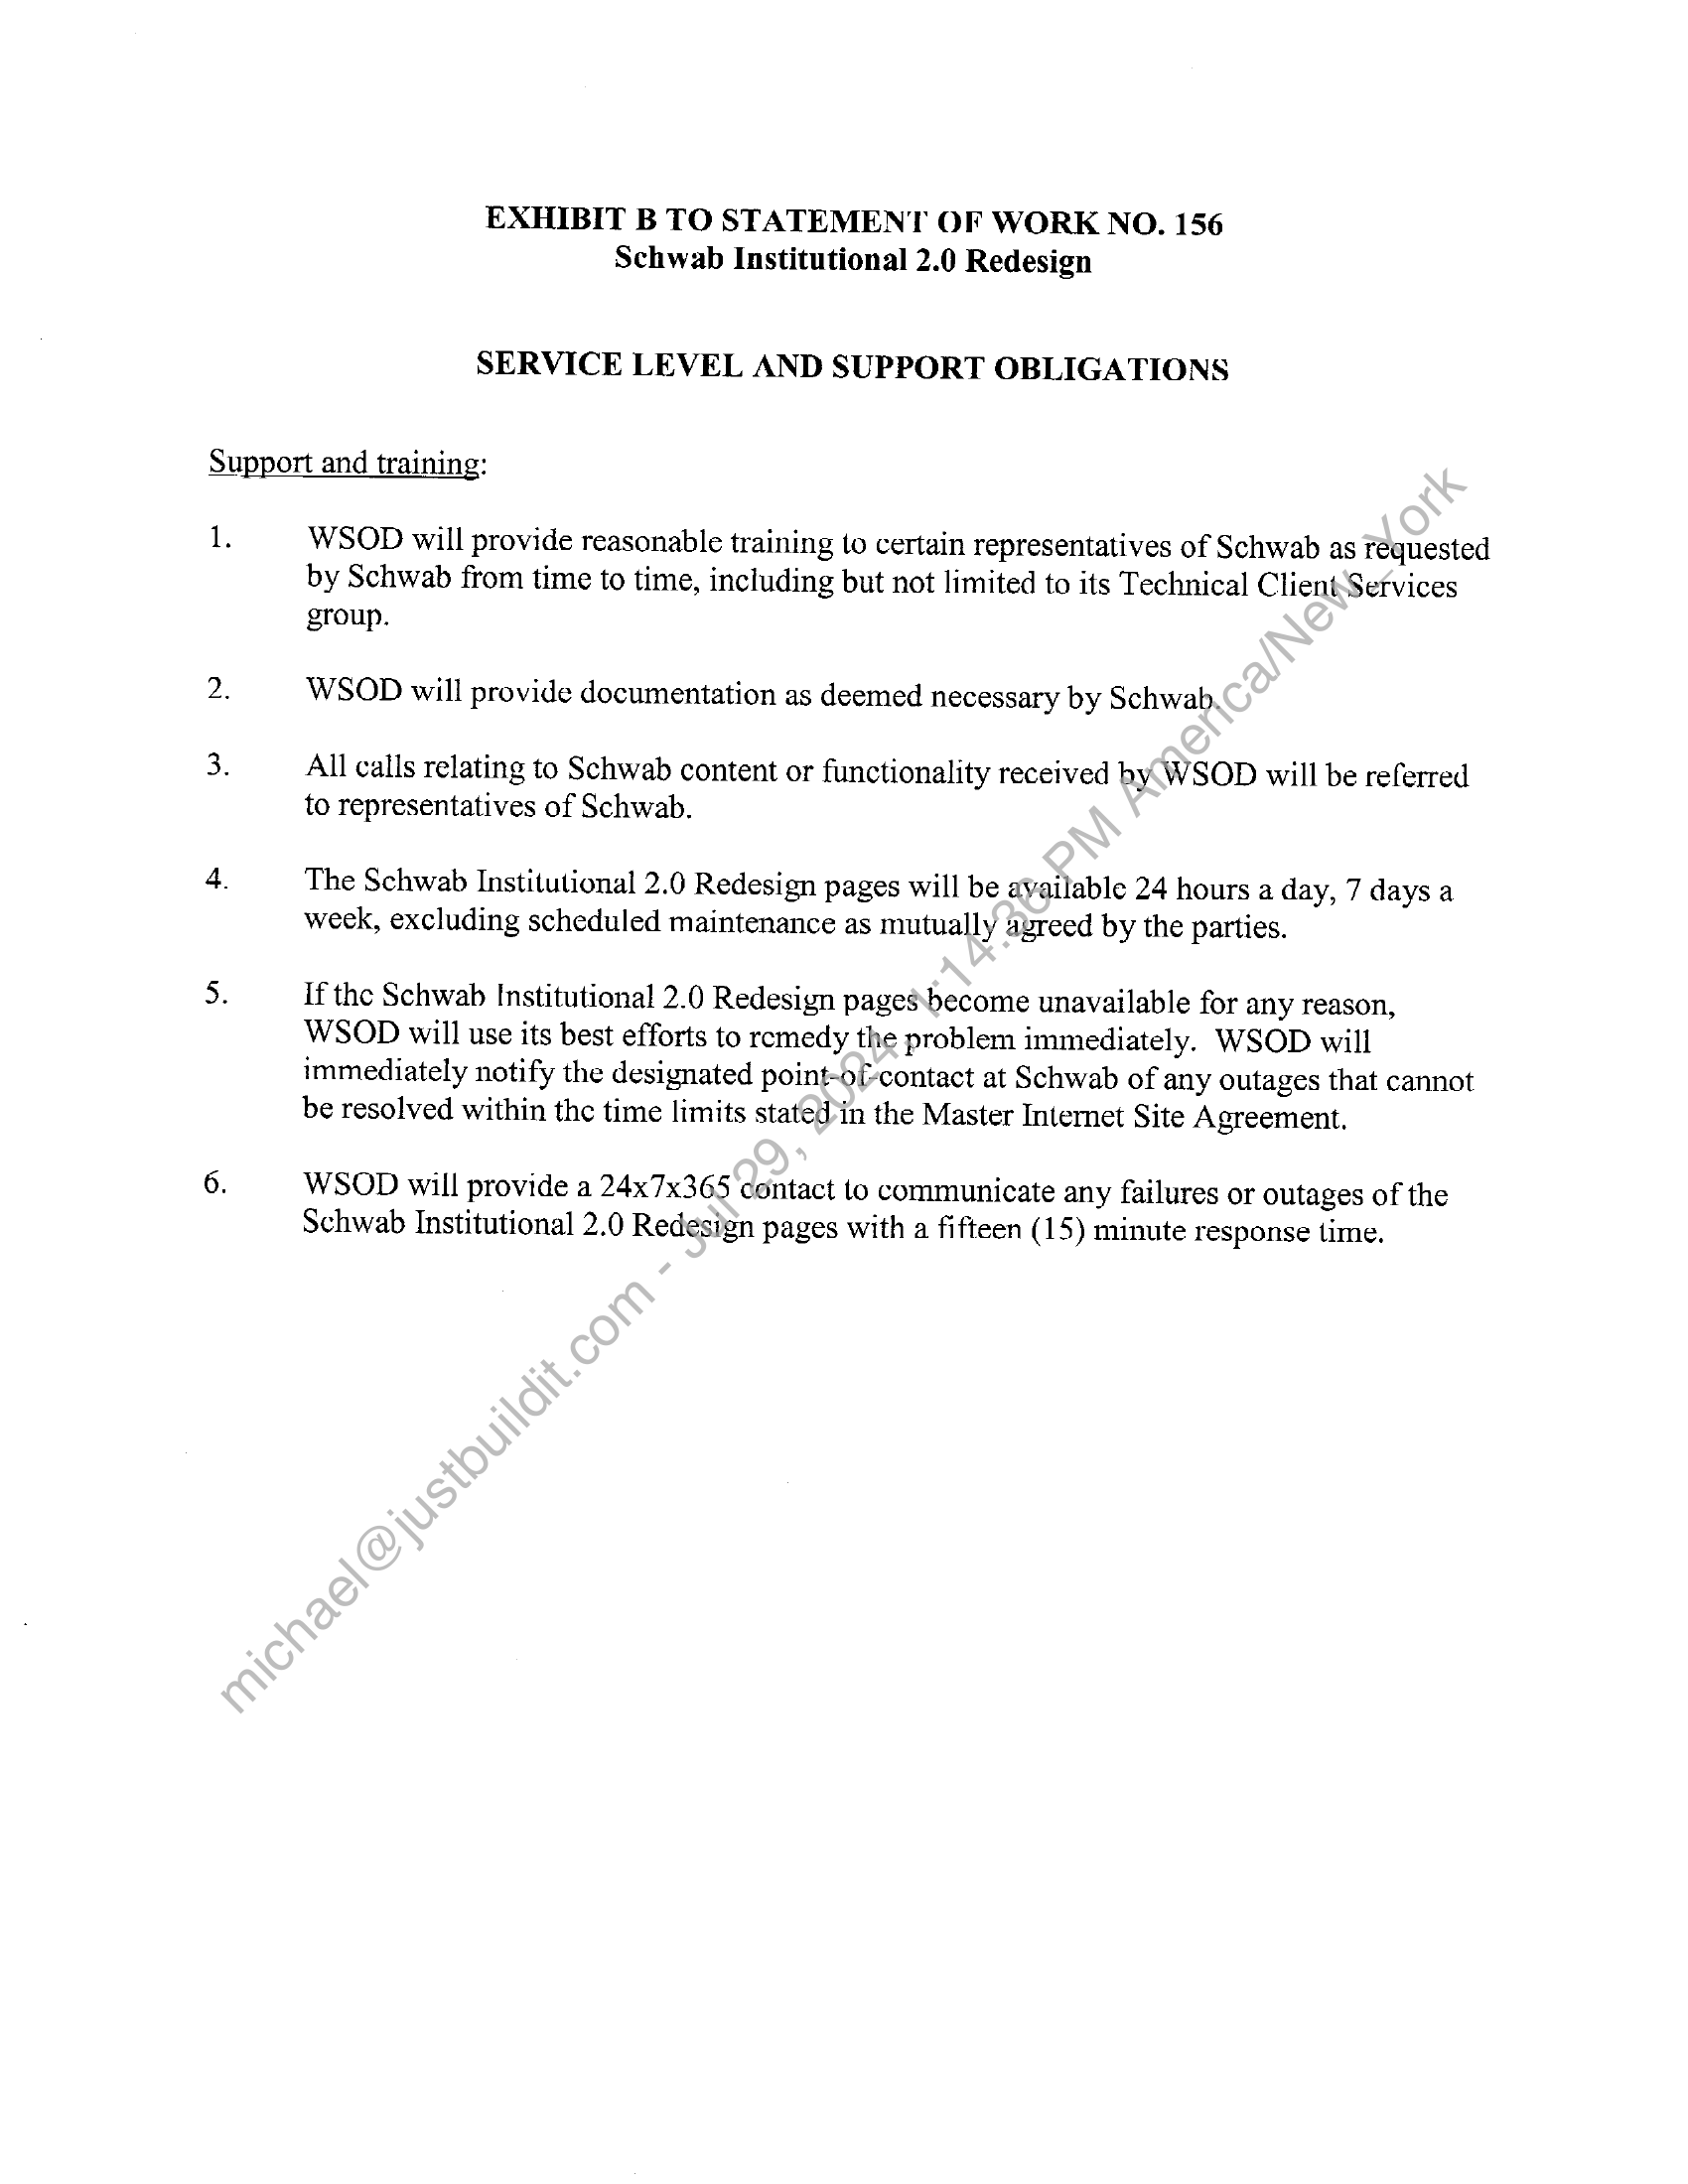 EXHIBIT B TO STATEMENT OF WORK NO. 156
Schwab Institutional 2.0 Redesign
SERVICE LEVEL AND SUPPORT OBLIGATIONS
Support and training:
1. WSOD will provide reasonable training to certain representatives of Schwab as requested
by Schwab from time to time, including but not limited to its Technical Client Services
group.
2. WSOD will provide documentation as deemed necessary by Schwab.
3. All calls relating to Schwab content or functionality received by WSOD will be referred
to representatives of Schwab.
4. The Schwab Institutional 2.0 Redesign pages will be available 24 hours a day, 7 days a
week, excluding scheduled maintenance as mutually agreed by the parties.
5. If the Schwab Institutional 2.0 Redesign pages become unavailable for any reason,
WSOD will use its best efforts to remedy the problem immediately. WSOD will
immediately notify the designated point-of-contact at Schwab of any outages that cannot
be resolved within the time limits stated in the Master Internet Site Agreement.
6. WSOD will provide a 24x7x365 contact to communicate any failures or outages of the
Schwab Institutional 2.0 Redesign pages with a fifteen (15) minute response time.
michael@justbuildit.com - Jul 29, 2024, 1:14:36 PM America/New_York